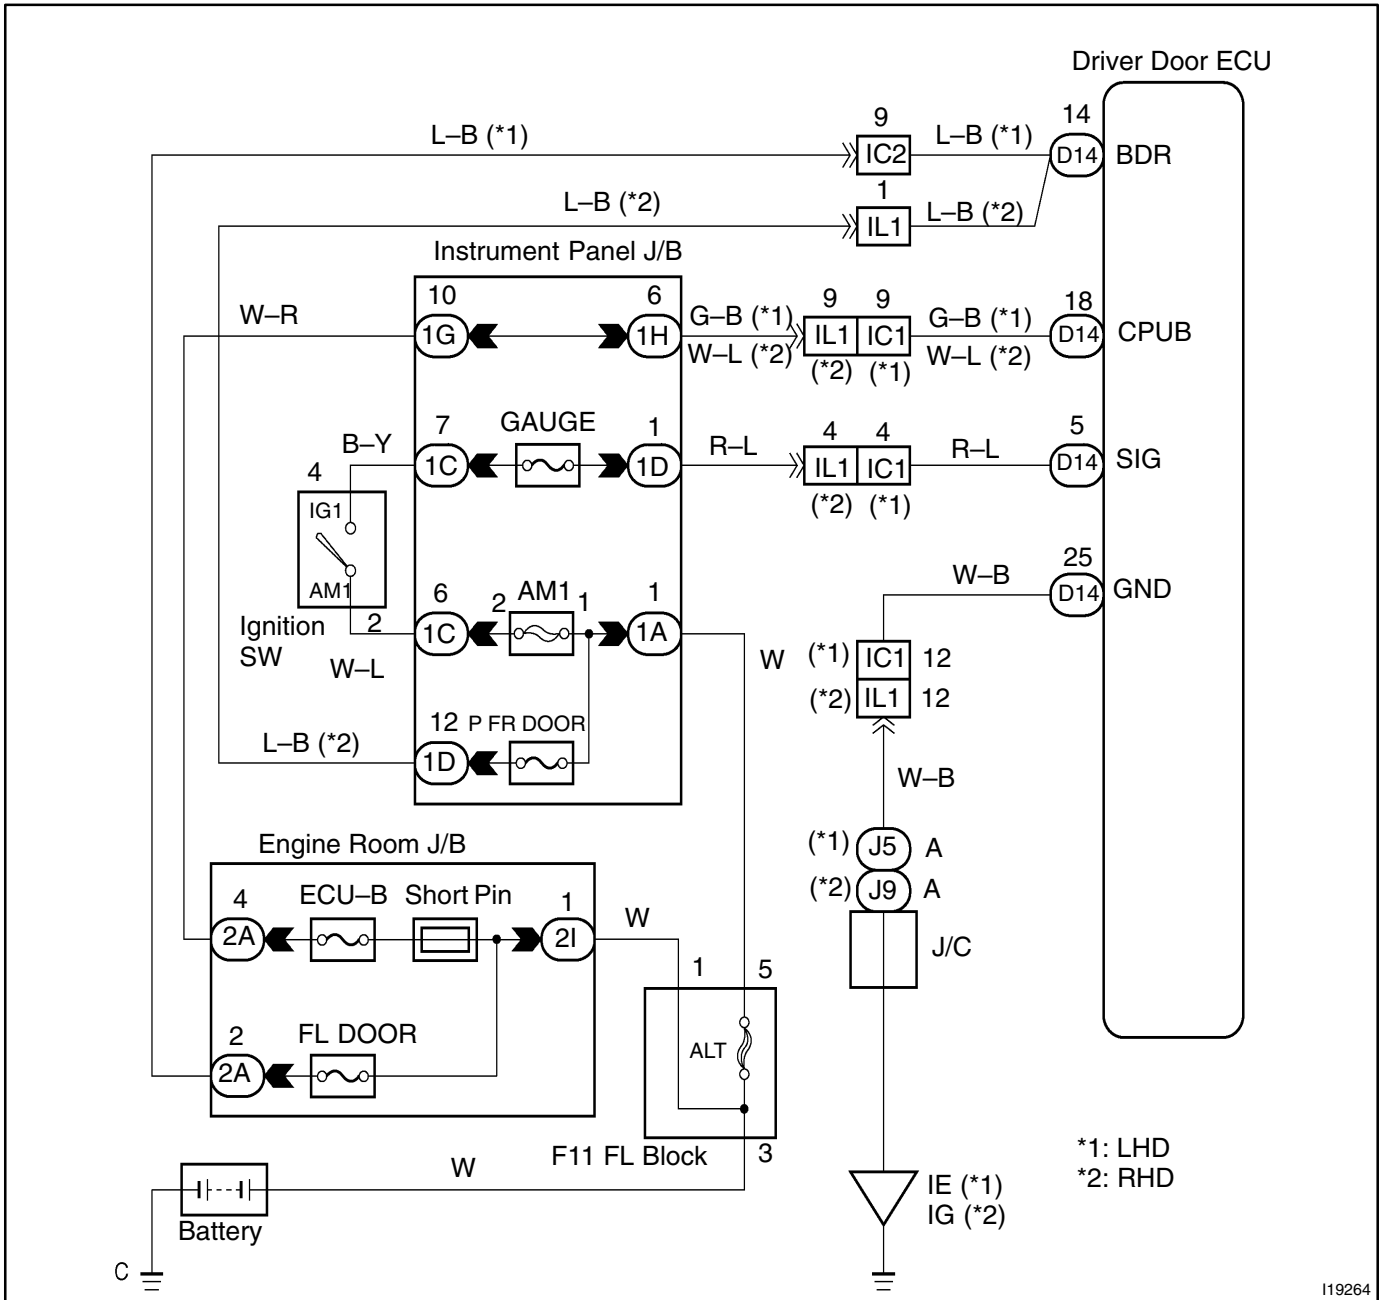 Driver Door ECU
L–B (*1)
9
IC2
L–B (*1)
14
D14
BDR
L–B (*2)
1
IL1
L–B (*2)
Instrument Panel J/B
W–R
10
1G
6
1H
G–B (*1)
W–L (*2)
9
9
IL1
IC1
(*2)
(*1)
G–B (*1)
W–L (*2)
18
D14
CPUB
B–Y
7
1C
GAUGE
1
1D
R–L
4
4
IL1
IC1
(*2)
(*1)
R–L
5
D14
SIG
4
IG1
AM1
Ignition
SW
2
W–L
6
1C
2
AM1
1
1
1A
W
W–B
25
D14
GND
(*1)
IC1
12
(*2)
IL1
12
L–B (*2)
12
1D
P FR DOOR
W–B
(*1)
J5
A
(*2)
J9
A
J/C
Engine Room J/B
4
2A
ECU–B
Short Pin
1
2I
W
2
2A
FL DOOR
1
5
ALT
F11 FL Block
3
W
Battery
C
IE (*1)
IG (*2)
*1: LHD
*2: RHD
I19264